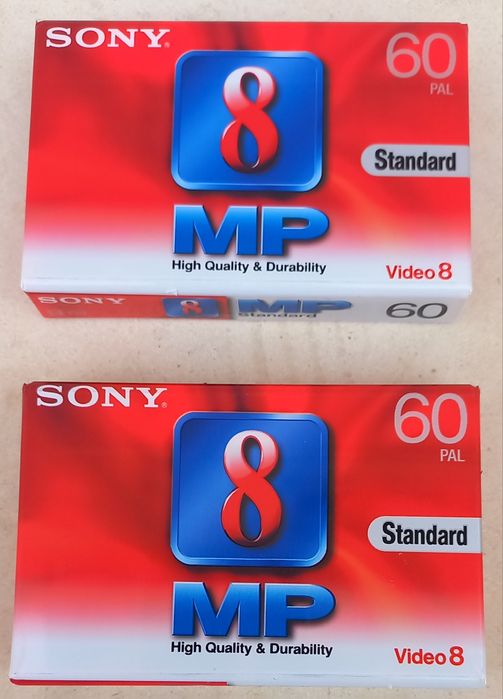 SONY®
60
PAL
8
Standard
MP
High Quality & Durability
Video 8
SONY 8 MP 60
Standard
SONY®
60
PAL
8
Standard
MP
High Quality & Durability
Video 8